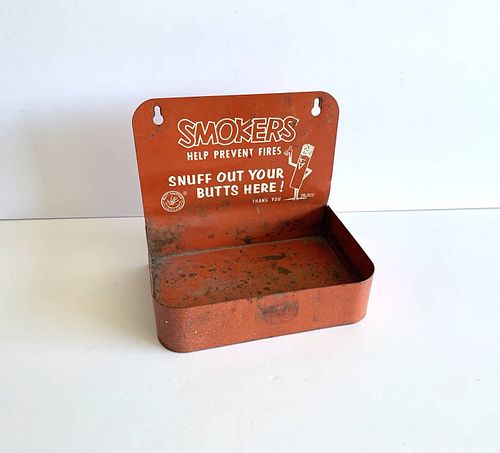 SMOKERS
HELP PREVENT FIRES
SNUFF OUT YOUR
BUTTS HERE!
THANK YOU